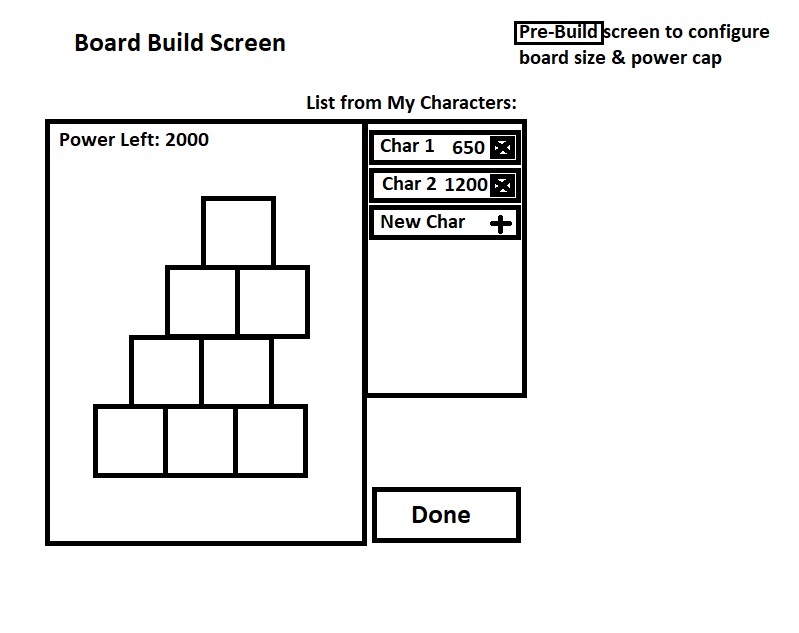 Board Build Screen
Pre-Build screen to configure
board size & power cap
List from My Characters:
Power Left: 2000
Char 1 650
Char 2 1200
New Char
Done